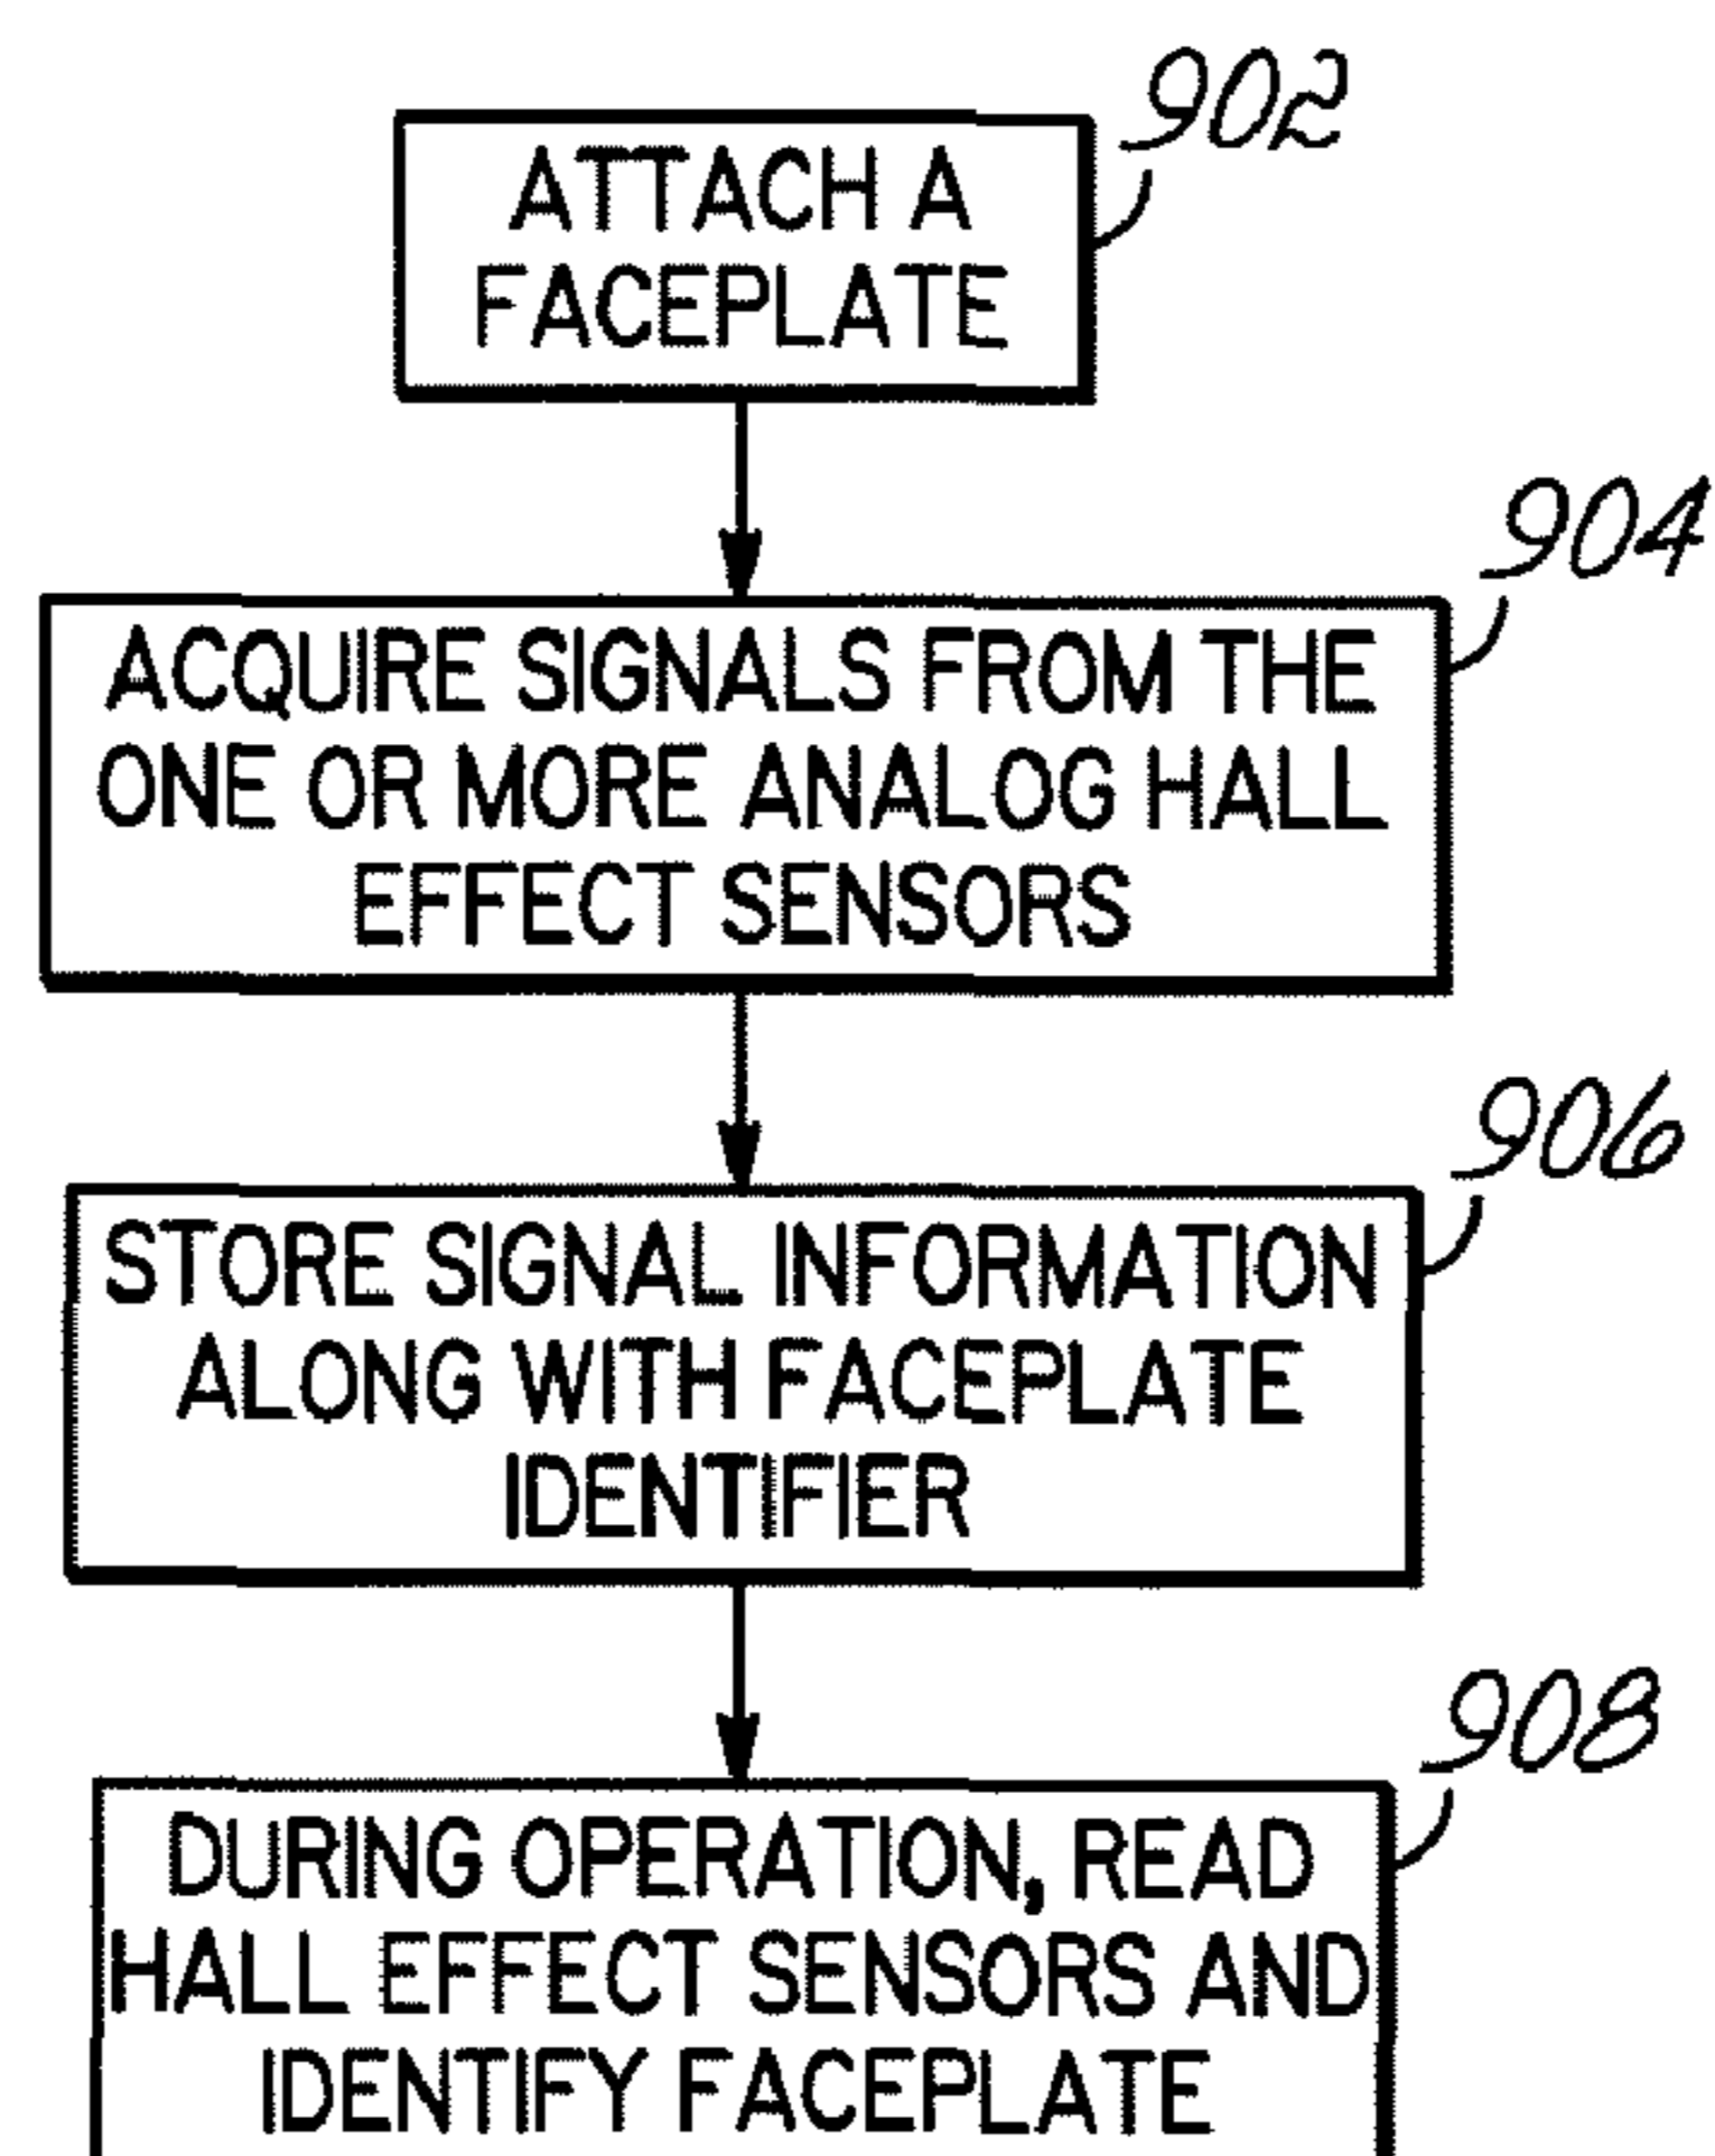 902
ATTACH A
FACEPLATE
904
ACQUIRE SIGNALS FROM THE
ONE OR MORE ANALOG HALL
EFFECT SENSORS
906
STORE SIGNAL INFORMATION
ALONG WITH FACEPLATE
IDENTIFIER
908
DURING OPERATION, READ
HALL EFFECT SENSORS AND
IDENTIFY FACEPLATE